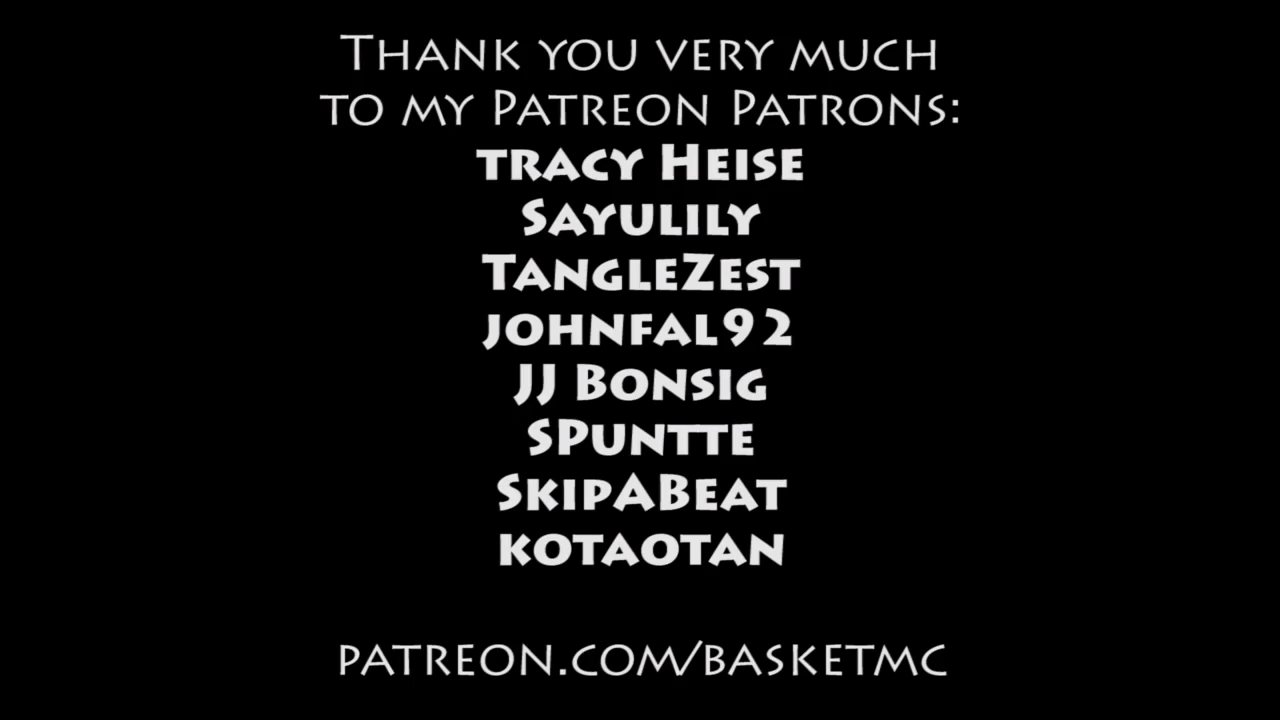 Thank you very much
to my Patreon Patrons:
tracy Heise
Sayulily
TangleZest
johnfal92
JJ Bonsig
SPuntte
SkipABeat
kotaotan
patreon.com/basketmc